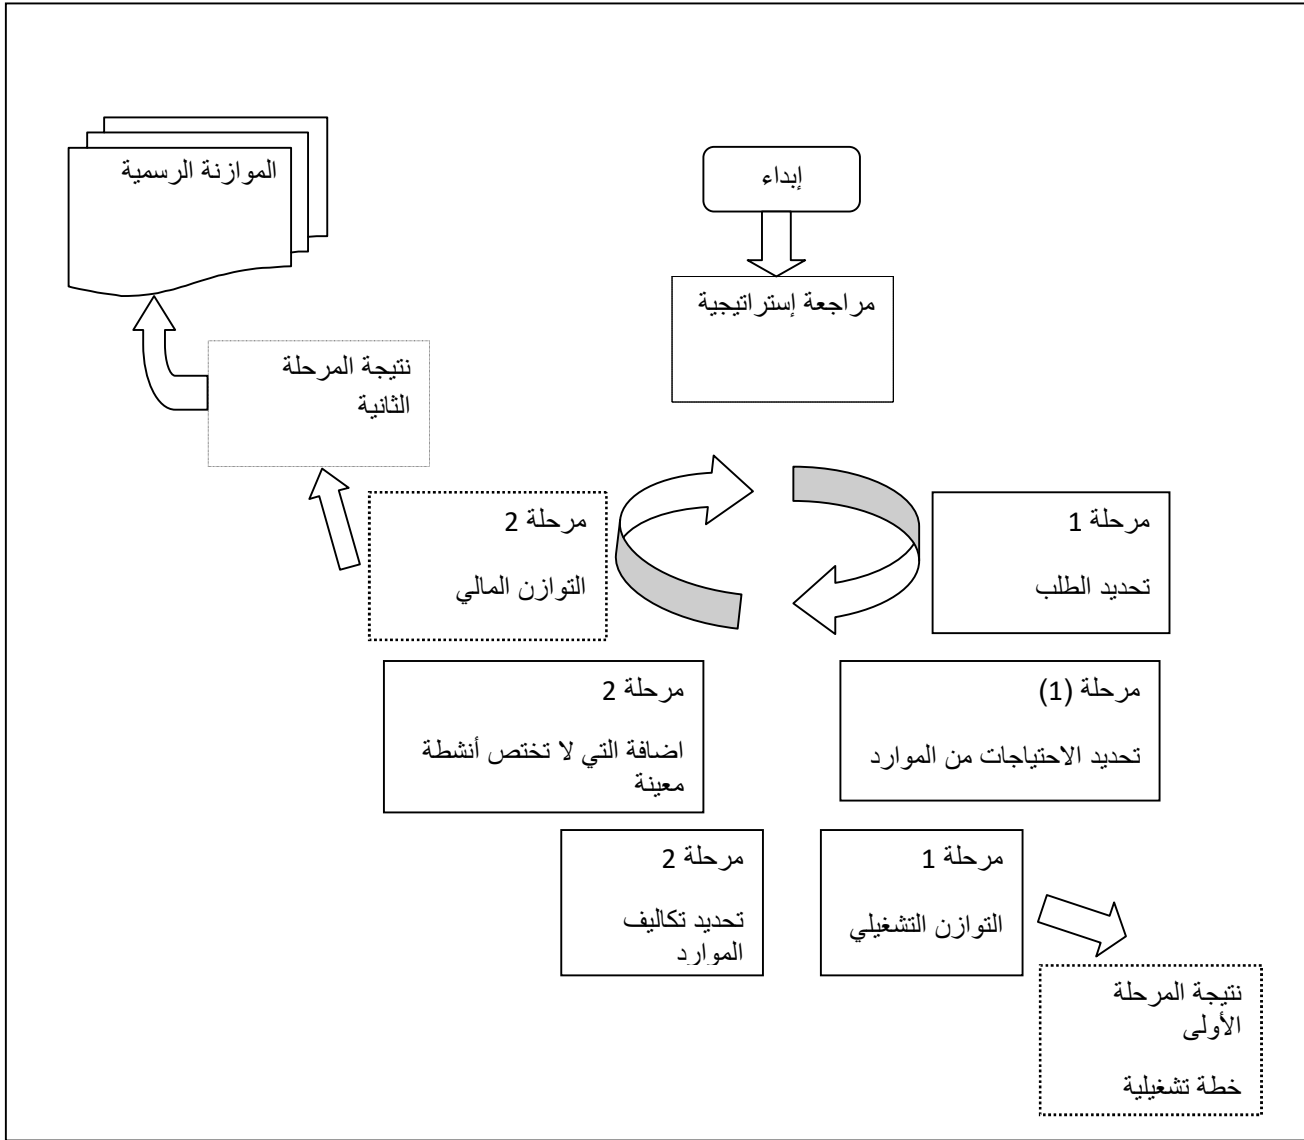 الموازنة الرسمية
إبداء
مراجعة إستراتيجية
نتيجة المرحلة
الثانية
مرحلة 2
التوازن المالي
مرحلة 1
تحديد الطلب
مرحلة 2
اضافة التي لا تختص أنشطة
معينة
مرحلة (1)
تحديد الاحتياجات من الموارد
مرحلة 2
تحديد تكاليف
الموارد
مرحلة 1
التوازن التشغيلي
نتيجة المرحلة
الأولى
خطة تشغيلية